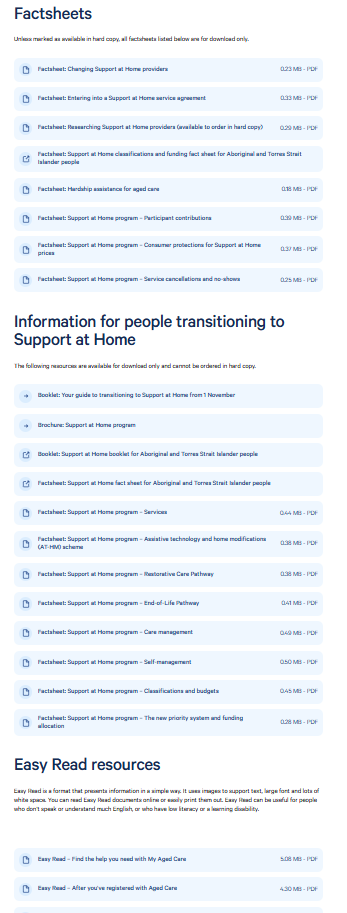 Factsheets
Unless marked as available in hard copy, all factsheets listed below are for download only.
Factsheet: Changing Support at Home providers 0.23 MB - PDF
Factsheet: Entering into a Support at Home service agreement 0.33 MB - PDF
Factsheet: Researching Support at Home providers (available to order in hard copy) 0.29 MB - PDF
Factsheet: Support at Home classifications and funding fact sheet for Aboriginal and Torres Strait
Islander people
Factsheet: Hardship assistance for aged care 0.18 MB - PDF
Factsheet: Support at Home program – Participant contributions 0.39 MB - PDF
Factsheet: Support at Home program – Consumer protections for Support at Home
prices 0.37 MB - PDF
Factsheet: Support at Home program – Service cancellations and no-shows 0.25 MB - PDF
Information for people transitioning to
Support at Home
The following resources are available for download only and cannot be ordered in hard copy.
Booklet: Your guide to transitioning to Support at Home from 1 November
Brochure: Support at Home program
Booklet: Support at Home booklet for Aboriginal and Torres Strait Islander people
Factsheet: Support at Home fact sheet for Aboriginal and Torres Strait Islander people
Factsheet: Support at Home program – Services 0.44 MB - PDF
Factsheet: Support at Home program – Assistive technology and home modifications
(AT-HM) scheme 0.38 MB - PDF
Factsheet: Support at Home program – Restorative Care Pathway 0.38 MB - PDF
Factsheet: Support at Home program – End-of-Life Pathway 0.41 MB - PDF
Factsheet: Support at Home program – Care management 0.49 MB - PDF
Factsheet: Support at Home program – Self-management 0.50 MB - PDF
Factsheet: Support at Home program – Classifications and budgets 0.45 MB - PDF
Factsheet: Support at Home program – The new priority system and funding
allocation 0.28 MB - PDF
Easy Read resources
Easy Read is a format that presents information in a simple way. It uses images to support text, large font and lots of
white space. You can read Easy Read documents online or easily print them out. Easy Read can be useful for people
who don't speak or understand much English, or who have low literacy or a learning disability.
Easy Read – Find the help you need with My Aged Care 5.08 MB - PDF
Easy Read – After you've registered with Aged Care 4.30 MB - PDF